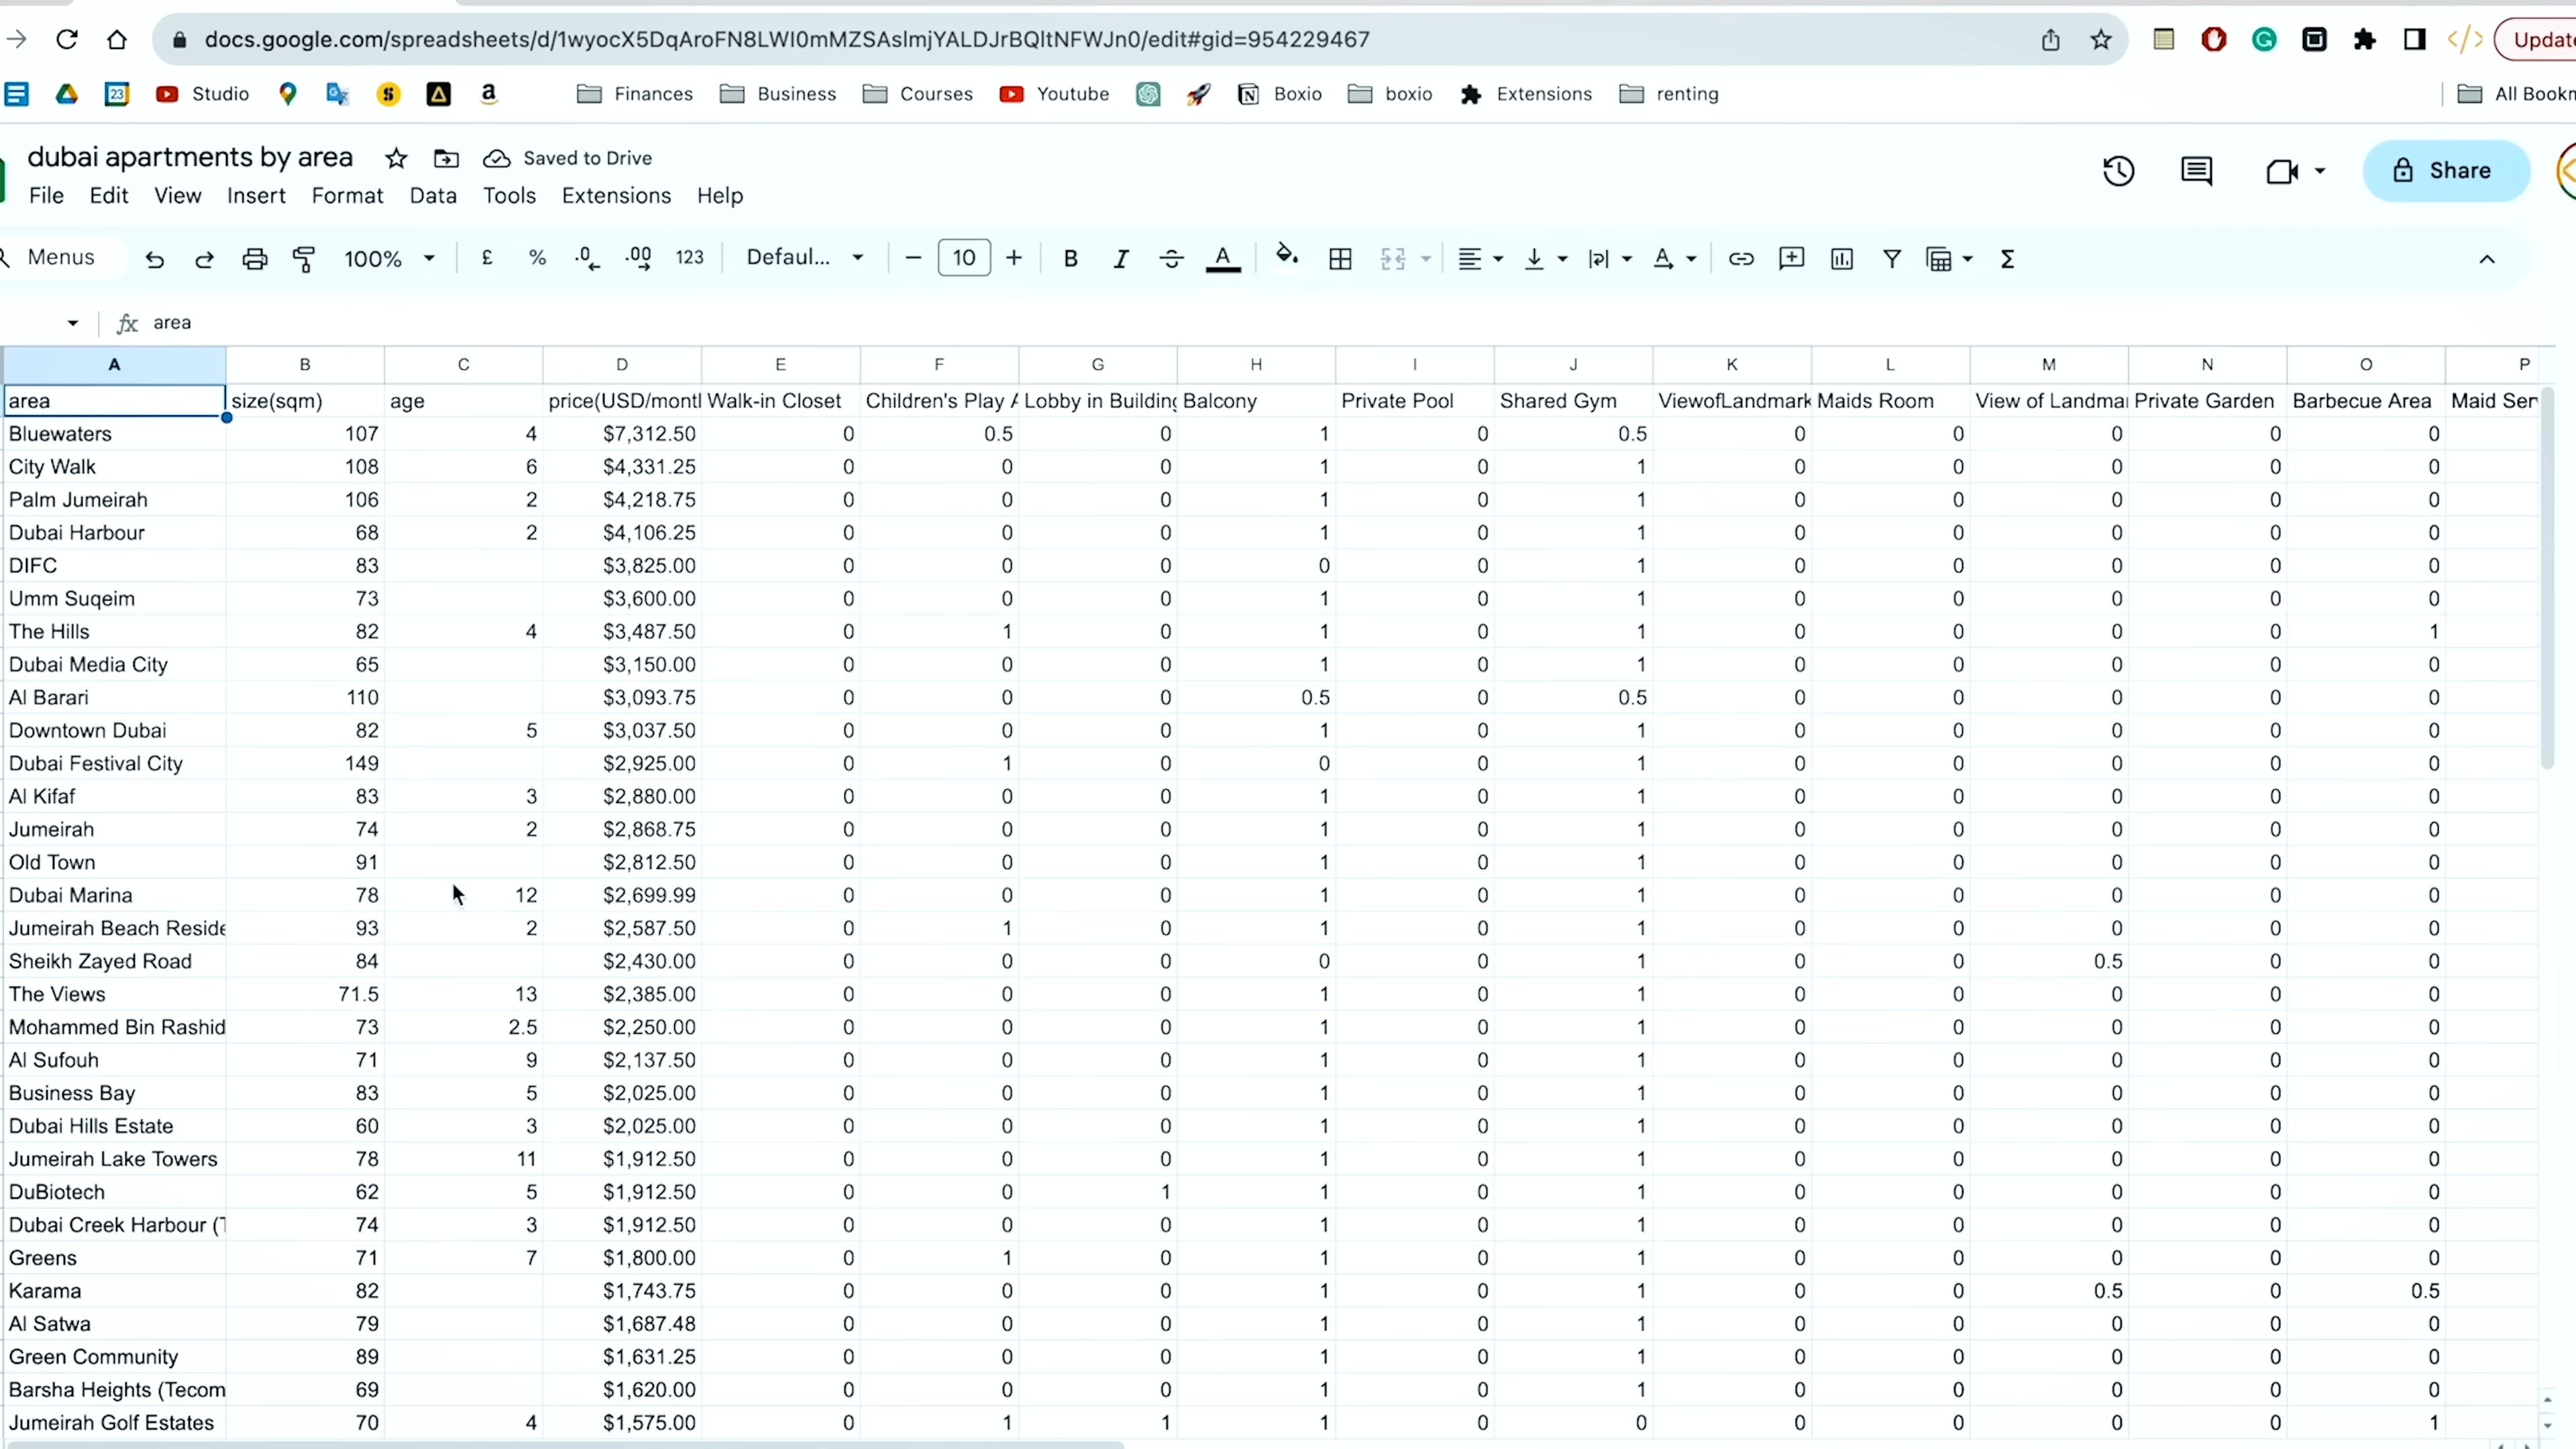 docs.google.com/spreadsheets/d/1wyocX5DqAroFN8LWI0mMZSAsImjYALDJrBQItNFWJn0/edit#gid=954229467 Update
23 Studio a Finances Business Courses Youtube Boxio boxio Extensions renting All Bookm
dubai apartments by area Saved to Drive
File Edit View Insert Format Data Tools Extensions Help
Share
Menus 100% £ % .0 .00 123 Defaul... − 10 + B I S A Σ
fx area
A B C D E F G H I J K L M N O P
area size(sqm) age price(USD/montl Walk-in Closet Children's Play A Lobby in Building Balcony Private Pool Shared Gym ViewofLandmark Maids Room View of Landmar Private Garden Barbecue Area Maid Serv
Bluewaters 107 4 $7,312.50 0 0.5 0 1 0 0.5 0 0 0 0 0
City Walk 108 6 $4,331.25 0 0 0 1 0 1 0 0 0 0 0
Palm Jumeirah 106 2 $4,218.75 0 0 0 1 0 1 0 0 0 0 0
Dubai Harbour 68 2 $4,106.25 0 0 0 1 0 1 0 0 0 0 0
DIFC 83 $3,825.00 0 0 0 0 0 1 0 0 0 0 0
Umm Suqeim 73 $3,600.00 0 0 0 1 0 1 0 0 0 0 0
The Hills 82 4 $3,487.50 0 1 0 1 0 1 0 0 0 0 1
Dubai Media City 65 $3,150.00 0 0 0 1 0 1 0 0 0 0 0
Al Barari 110 $3,093.75 0 0 0 0.5 0 0.5 0 0 0 0 0
Downtown Dubai 82 5 $3,037.50 0 0 0 1 0 1 0 0 0 0 0
Dubai Festival City 149 $2,925.00 0 1 0 0 0 1 0 0 0 0 0
Al Kifaf 83 3 $2,880.00 0 0 0 1 0 1 0 0 0 0 0
Jumeirah 74 2 $2,868.75 0 0 0 1 0 1 0 0 0 0 0
Old Town 91 $2,812.50 0 0 0 1 0 1 0 0 0 0 0
Dubai Marina 78 12 $2,699.99 0 0 0 1 0 1 0 0 0 0 0
Jumeirah Beach Reside 93 2 $2,587.50 0 1 0 1 0 1 0 0 0 0 0
Sheikh Zayed Road 84 $2,430.00 0 0 0 0 0 1 0 0 0.5 0 0
The Views 71.5 13 $2,385.00 0 0 0 1 0 1 0 0 0 0 0
Mohammed Bin Rashid 73 2.5 $2,250.00 0 0 0 1 0 1 0 0 0 0 0
Al Sufouh 71 9 $2,137.50 0 0 0 1 0 1 0 0 0 0 0
Business Bay 83 5 $2,025.00 0 0 0 1 0 1 0 0 0 0 0
Dubai Hills Estate 60 3 $2,025.00 0 0 0 1 0 1 0 0 0 0 0
Jumeirah Lake Towers 78 11 $1,912.50 0 0 0 1 0 1 0 0 0 0 0
DuBiotech 62 5 $1,912.50 0 0 1 1 0 1 0 0 0 0 0
Dubai Creek Harbour (T 74 3 $1,912.50 0 0 0 1 0 1 0 0 0 0 0
Greens 71 7 $1,800.00 0 1 0 1 0 1 0 0 0 0 0
Karama 82 $1,743.75 0 0 0 1 0 1 0 0 0.5 0 0.5
Al Satwa 79 $1,687.48 0 0 0 1 0 1 0 0 0 0 0
Green Community 89 $1,631.25 0 0 0 1 0 1 0 0 0 0 0
Barsha Heights (Tecom 69 $1,620.00 0 0 0 1 0 1 0 0 0 0 0
Jumeirah Golf Estates 70 4 $1,575.00 0 1 1 1 0 0 0 0 0 0 1